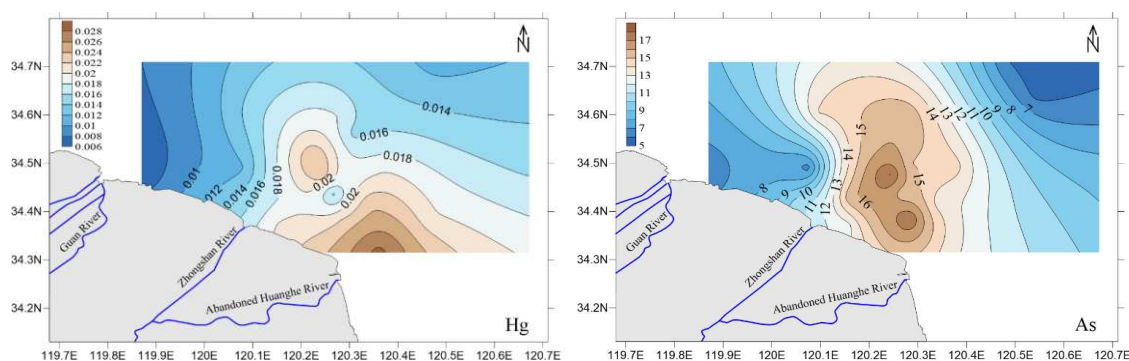 0.028
0.026
0.024
0.022
0.02
0.018
0.016
0.014
0.012
0.01
0.008
0.006
N
34.7N
34.6N
34.5N
34.4N
34.3N
34.2N
0.014
0.016
0.018
0.02
0.02
0.018
0.016
0.014
0.012
0.01
Guan River
Zhongshan River
Abandoned Huanghe River
Hg
119.7E 119.8E 119.9E 120E 120.1E 120.2E 120.3E 120.4E 120.5E 120.6E 120.7E
17
15
13
11
9
7
5
N
34.7N
34.6N
34.5N
34.4N
34.3N
34.2N
15
14
13
12
11
10
9
8
7
14
13
15
16
8
9
10
11
12
Guan River
Zhongshan River
Abandoned Huanghe River
As
119.7E 119.8E 119.9E 120E 120.1E 120.2E 120.3E 120.4E 120.5E 120.6E 120.7E